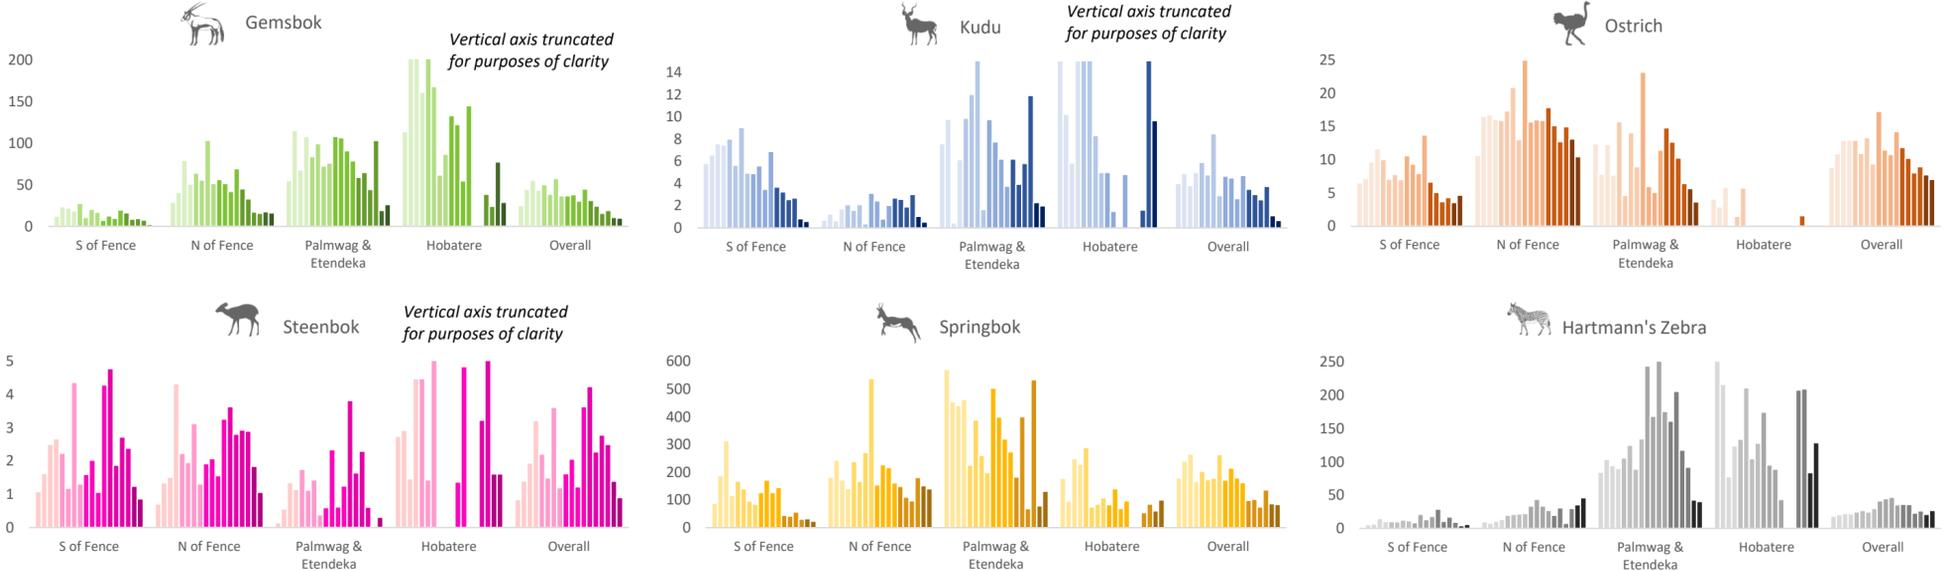 Gemsbok
Vertical axis truncated
for purposes of clarity
200
150
100
50
0
S of Fence
N of Fence
Palmwag &
Etendeka
Hobatere
Overall
Kudu
Vertical axis truncated
for purposes of clarity
14
12
10
8
6
4
2
0
S of Fence
N of Fence
Palmwag &
Etendeka
Hobatere
Overall
Ostrich
25
20
15
10
5
0
S of Fence
N of Fence
Palmwag &
Etendeka
Hobatere
Overall
Steenbok
Vertical axis truncated
for purposes of clarity
5
4
3
2
1
0
S of Fence
N of Fence
Palmwag &
Etendeka
Hobatere
Overall
Springbok
600
500
400
300
200
100
0
S of Fence
N of Fence
Palmwag &
Etendeka
Hobatere
Overall
Hartmann's Zebra
250
200
150
100
50
0
S of Fence
N of Fence
Palmwag &
Etendeka
Hobatere
Overall